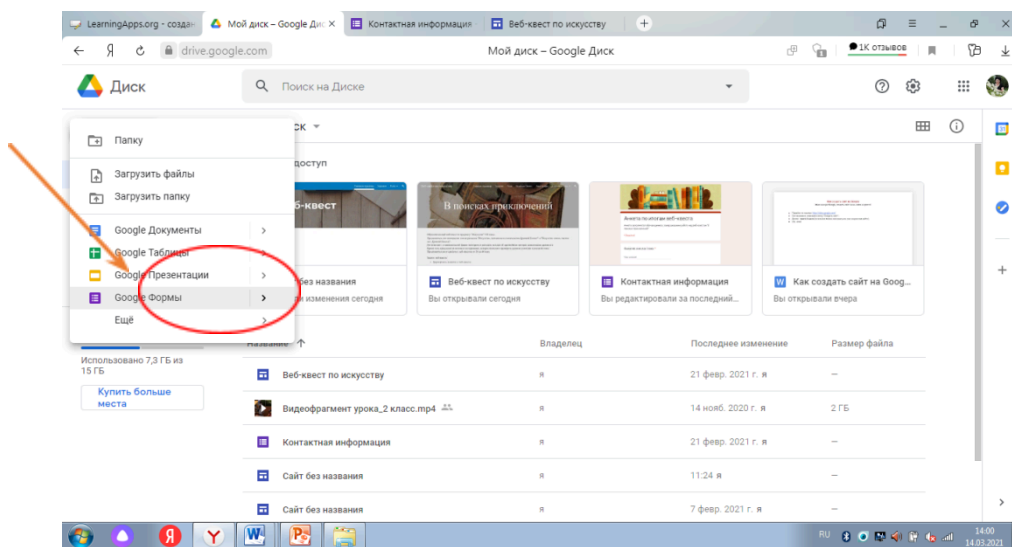 LearningApps.org - создан
Мой диск – Google Дис
Контактная информация
Веб-квест по искусству
Я
drive.google.com
Мой диск – Google Диск
1К отзывов
Диск
Поиск на Диске
ск
Папку
Загрузить файлы
Загрузить папку
Google Документы
Google Таблицы
Google Презентации
Google Формы
Ещё
доступ
б-квест
В поисках приключений
Анкета по итогам веб-квеста
без названия
изменения сегодня
Веб-квест по искусству
Вы открывали сегодня
Контактная информация
Вы редактировали за последний...
Как создать сайт на Goog...
Вы открывали вчера
Использовано 7,3 ГБ из
15 ГБ
Купить больше
места
Название
Владелец
Последнее изменение
Размер файла
Веб-квест по искусству
я
21 февр. 2021 г. я
—
Видеофрагмент урока_2 класс.mp4
я
14 нояб. 2020 г. я
2 ГБ
Контактная информация
я
21 февр. 2021 г. я
—
Сайт без названия
я
11:24 я
—
Сайт без названия
я
7 февр. 2021 г. я
—
RU
14:00
14.03.2021